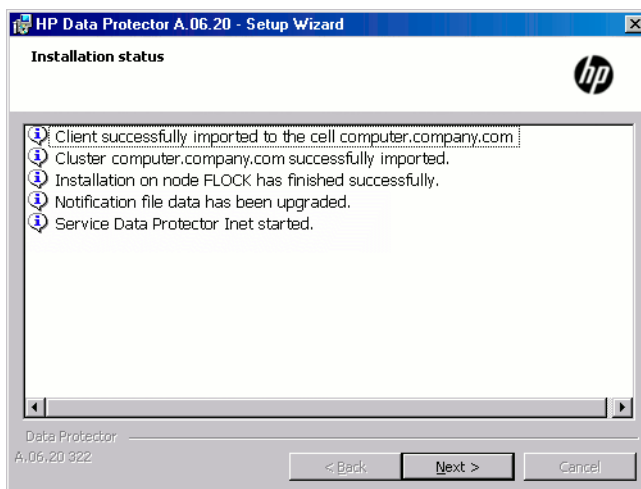 HP Data Protector A.06.20 - Setup Wizard
Installation status
hp
Client successfully imported to the cell computer.company.com
Cluster computer.company.com successfully imported.
Installation on node FLOCK has finished successfully.
Notification file data has been upgraded.
Service Data Protector Inet started.
Data Protector
A.06.20 322
< Back
Next >
Cancel